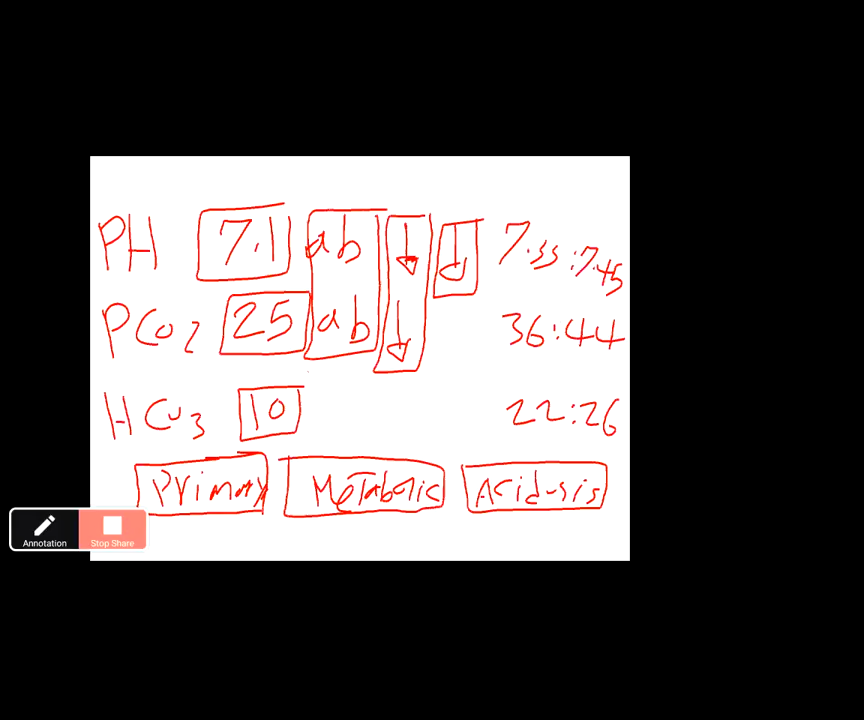 PH 7.1 ab ↓ ↓ 7.35:7.45
PCO2 25 ab ↓ 36:44
HCO3 10 22:26
Primary Metabolic Acidosis
Annotation Stop Share